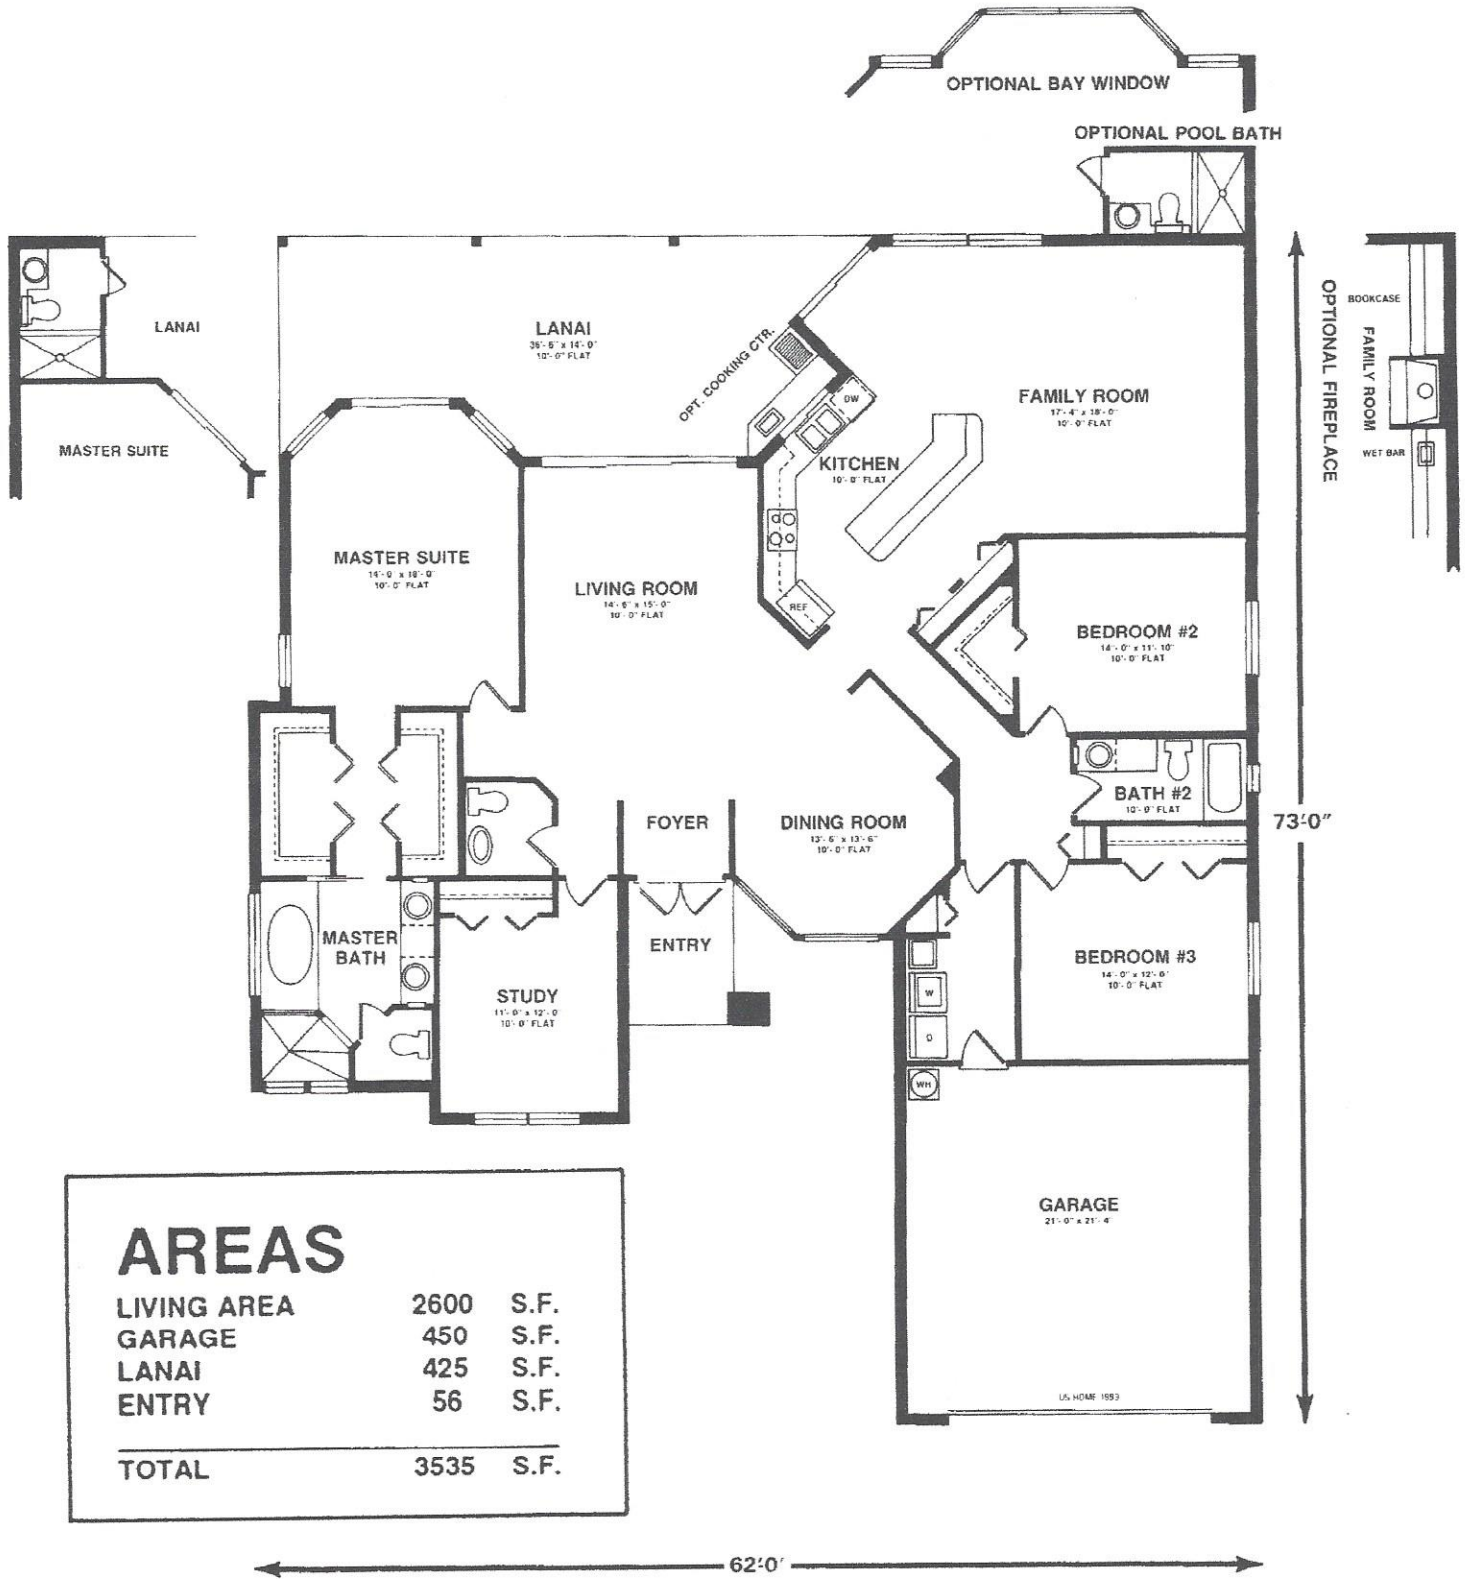 OPTIONAL BAY WINDOW
OPTIONAL POOL BATH
LANAI
MASTER SUITE
LANAI
36'-6" x 14'-0"
10'-0" FLAT
OPT. COOKING CTR.
DW
FAMILY ROOM
17'-4" x 18'-0"
10'-0" FLAT
KITCHEN
10'-0" FLAT
OPTIONAL FIREPLACE
BOOKCASE
FAMILY ROOM
WET BAR
MASTER SUITE
14'-0" x 18'-0"
10'-0" FLAT
LIVING ROOM
14'-6" x 15'-0"
10'-0" FLAT
REF
BEDROOM #2
14'-0" x 11'-10"
10'-0" FLAT
BATH #2
10'-0" FLAT
FOYER
DINING ROOM
13'-6" x 13'-6"
10'-0" FLAT
73'-0"
MASTER
BATH
ENTRY
BEDROOM #3
14'-0" x 12'-0"
10'-0" FLAT
STUDY
11'-0" x 12'-0
10'-0" FLAT
W
D
WH
GARAGE
21'-0" x 21'-4"
US HOME 1993
AREAS
LIVING AREA 2600 S.F.
GARAGE 450 S.F.
LANAI 425 S.F.
ENTRY 56 S.F.
TOTAL 3535 S.F.
62'-0"